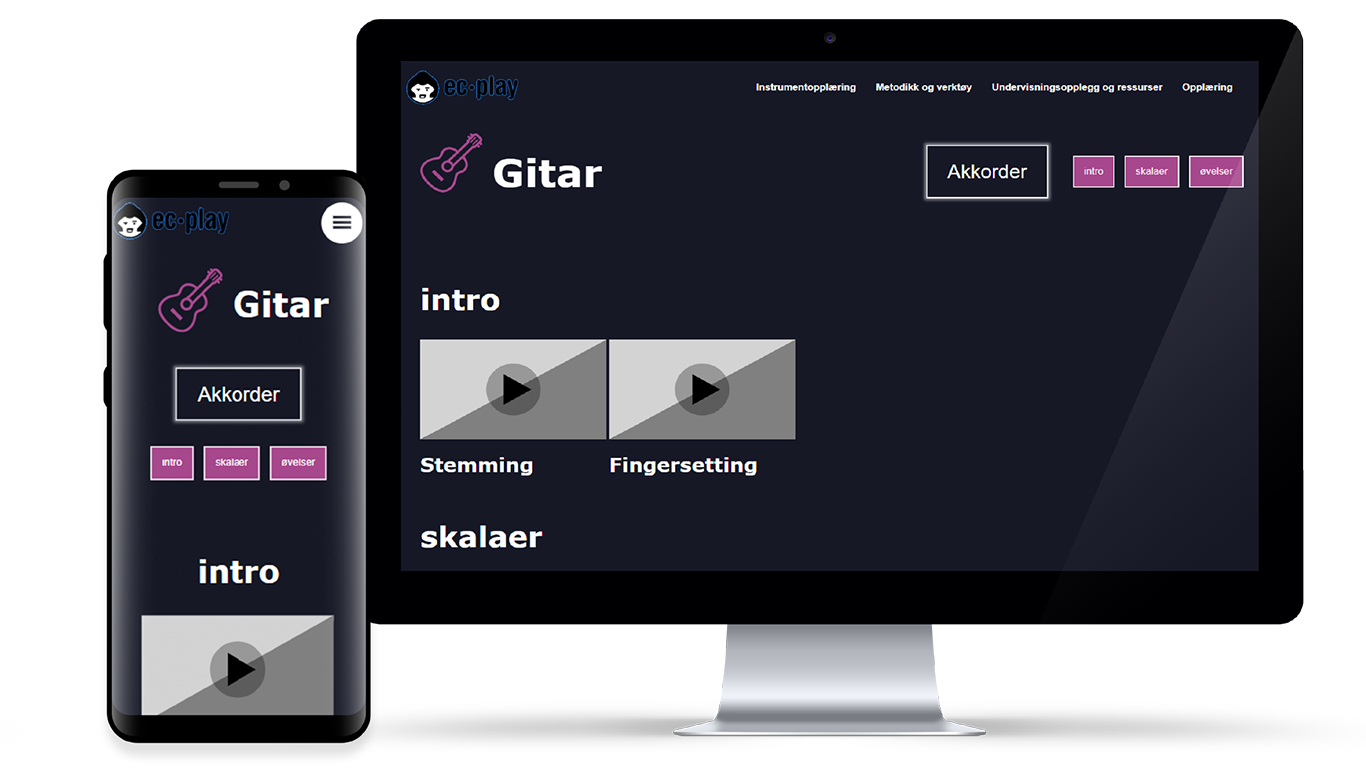 ec·play
Instrumentopplæring Metodikk og verktøy Undervisningsopplegg og ressurser Opplæring
Gitar
Akkorder intro skalaer øvelser
intro
Stemming Fingersetting
skalaer
ec·play
Gitar
Akkorder
intro skalaer øvelser
intro